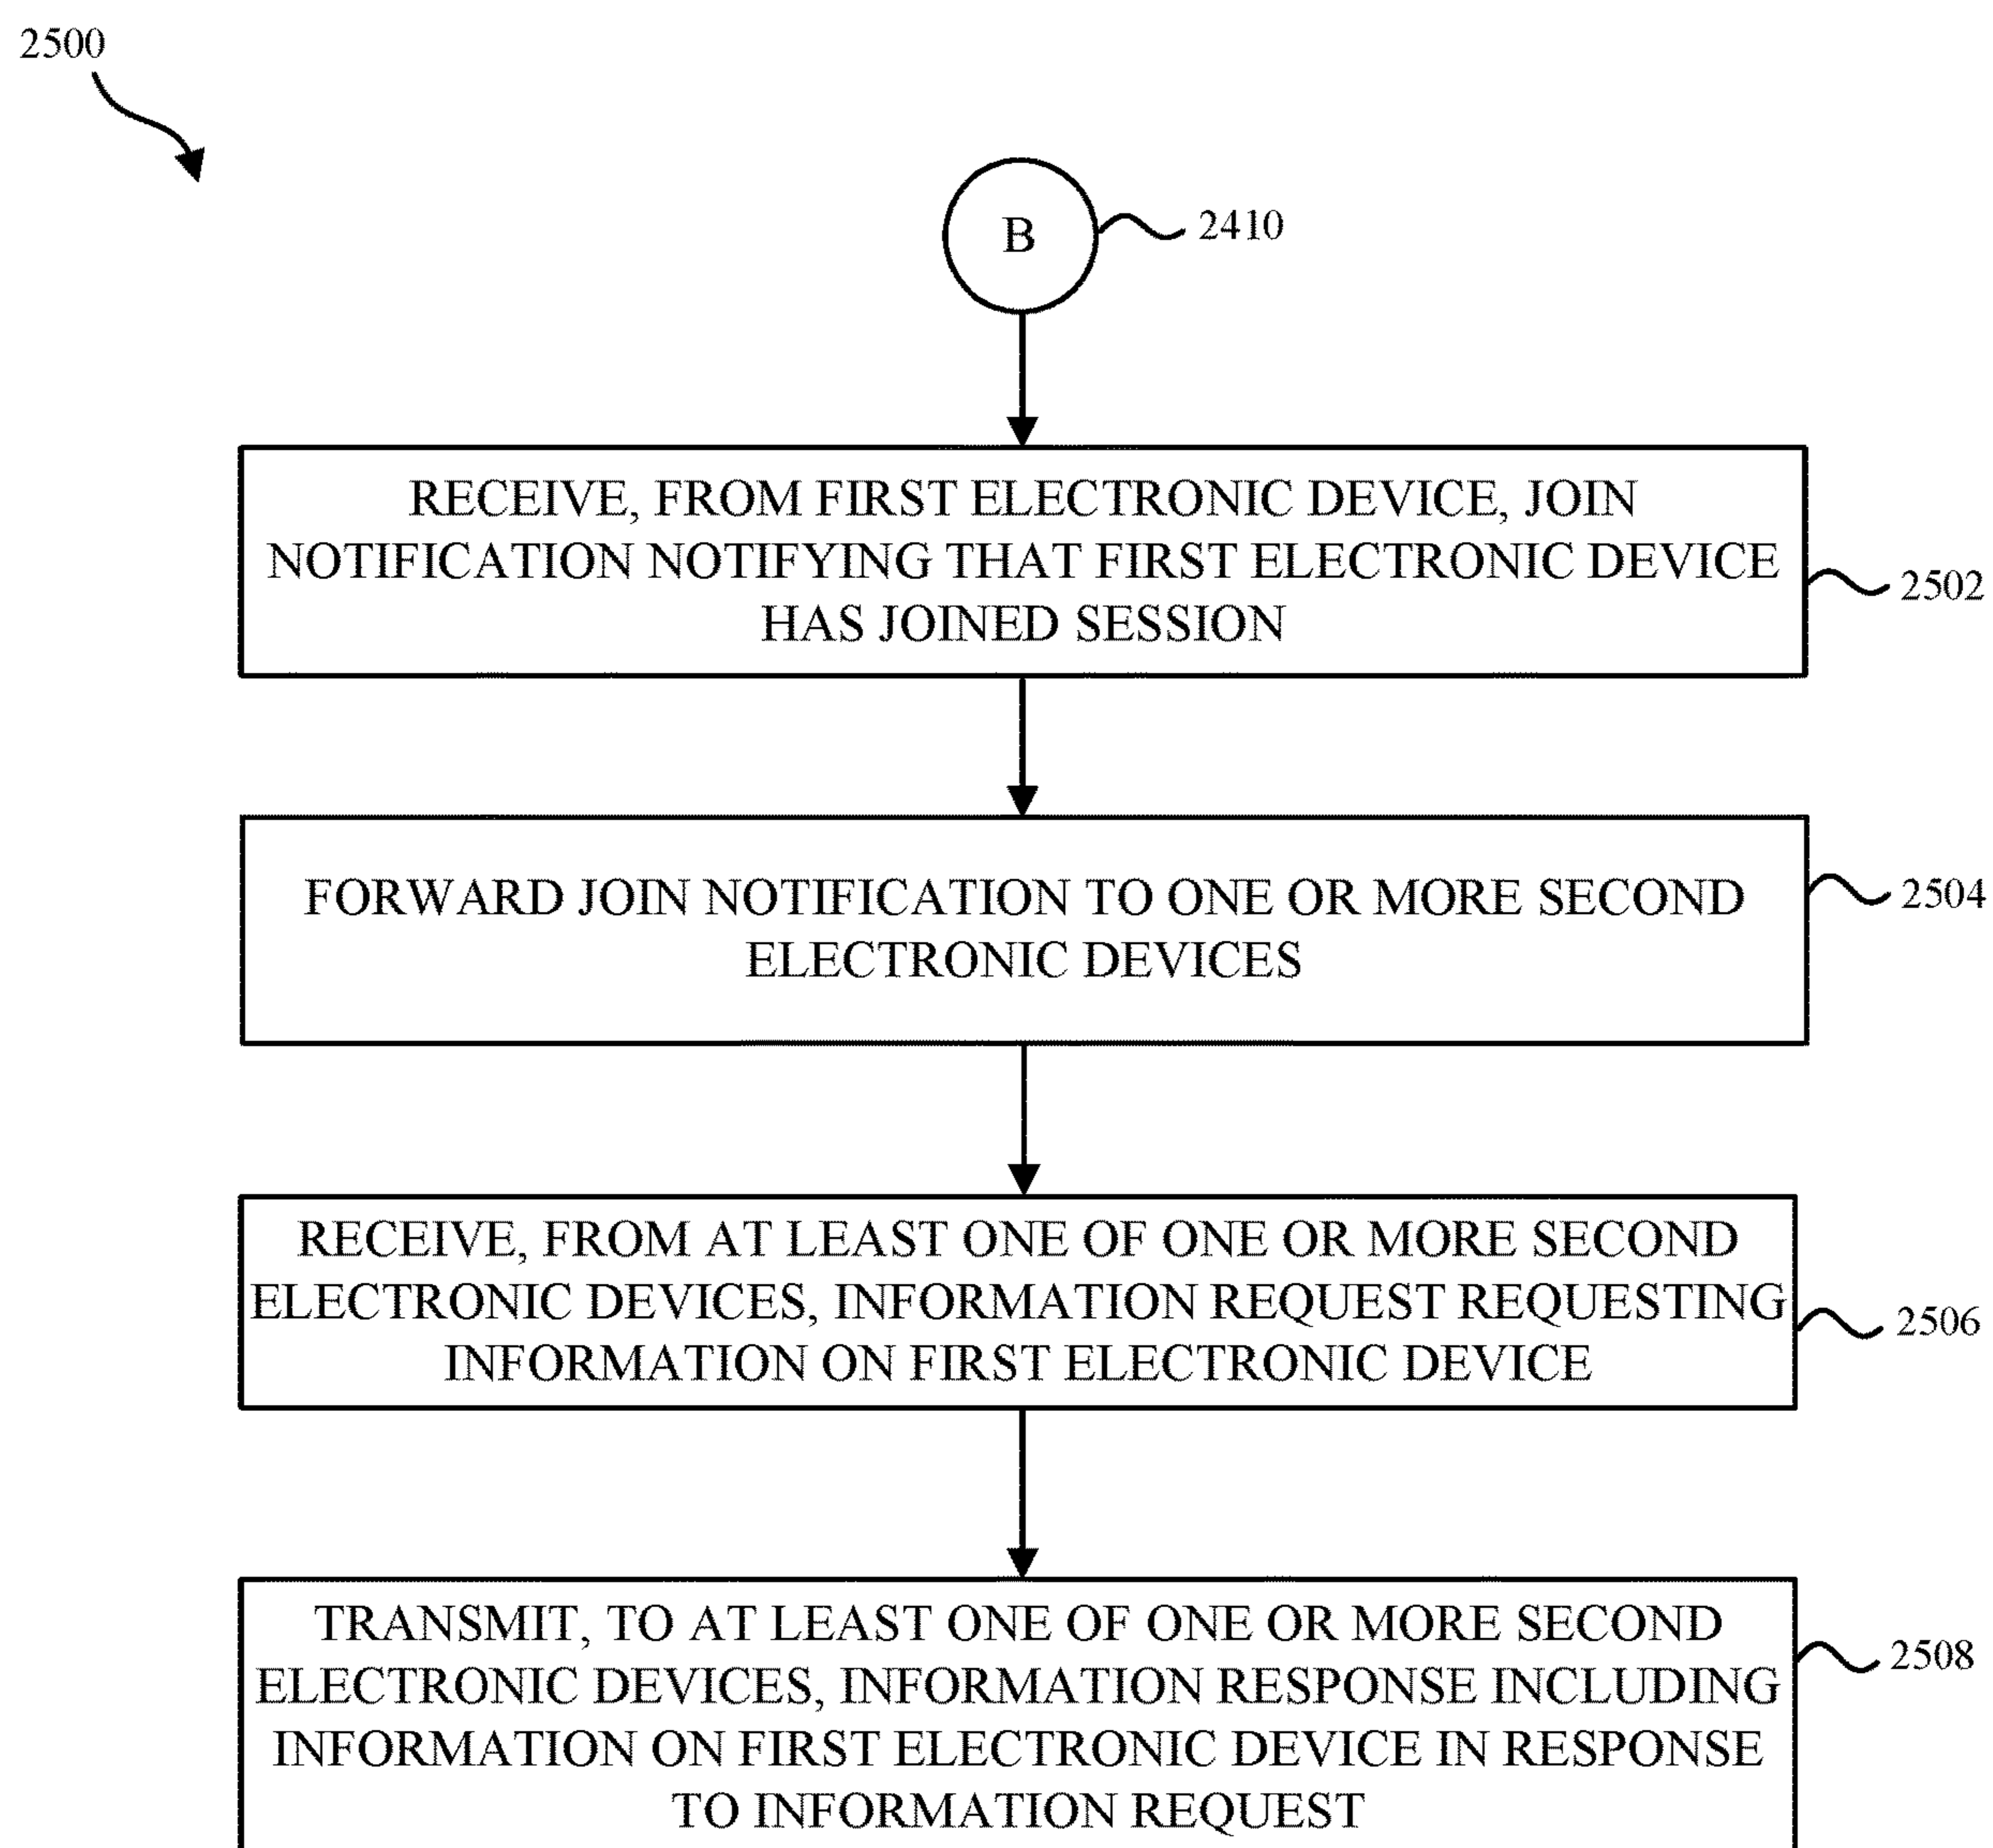 2500
B
2410
RECEIVE, FROM FIRST ELECTRONIC DEVICE, JOIN
NOTIFICATION NOTIFYING THAT FIRST ELECTRONIC DEVICE
HAS JOINED SESSION
2502
FORWARD JOIN NOTIFICATION TO ONE OR MORE SECOND
ELECTRONIC DEVICES
2504
RECEIVE, FROM AT LEAST ONE OF ONE OR MORE SECOND
ELECTRONIC DEVICES, INFORMATION REQUEST REQUESTING
INFORMATION ON FIRST ELECTRONIC DEVICE
2506
TRANSMIT, TO AT LEAST ONE OF ONE OR MORE SECOND
ELECTRONIC DEVICES, INFORMATION RESPONSE INCLUDING
INFORMATION ON FIRST ELECTRONIC DEVICE IN RESPONSE
TO INFORMATION REQUEST
2508